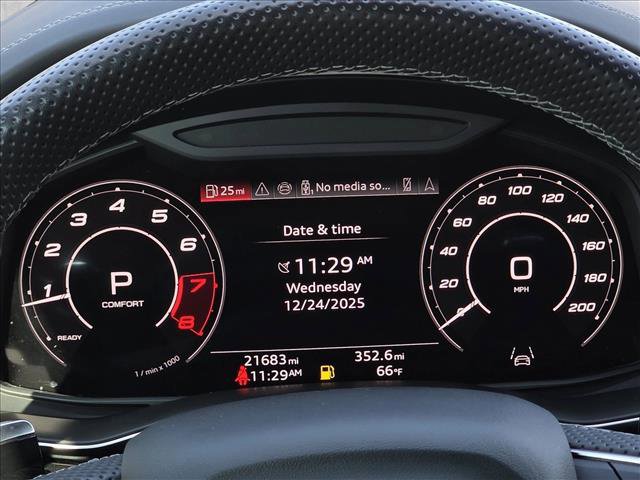 25 mi No media so...
Date & time
11:29 AM
Wednesday
12/24/2025
1 2 3 4 5 6 7 8
P
COMFORT
READY
1 / min x 1000
20 40 60 80 100 120 140 160 180 200
0
MPH
21683 mi 352.6 mi
11:29 AM 66°F